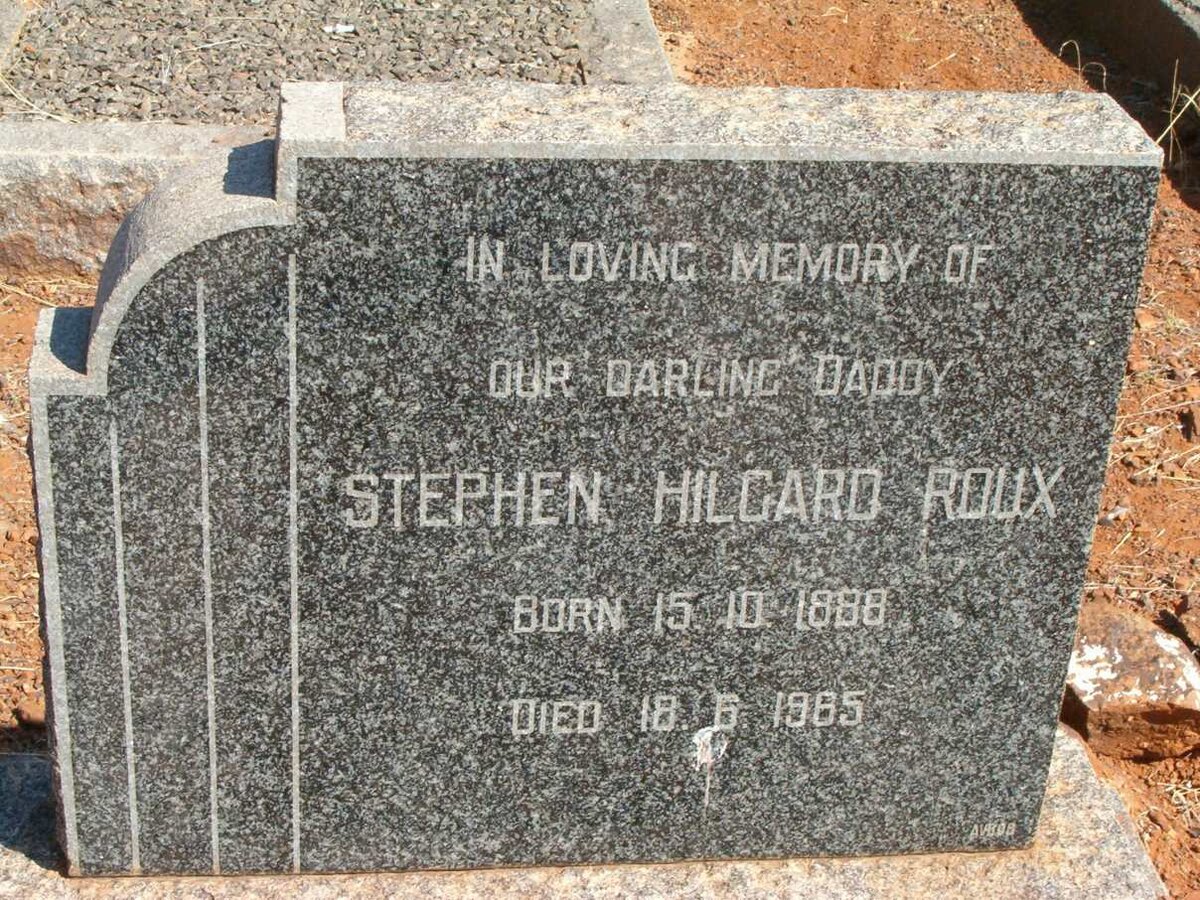 IN LOVING MEMORY OF
OUR DARLING DADDY
STEPHEN HILGARD ROUX
BORN 15. 10. 1888
DIED 18. 6. 1965